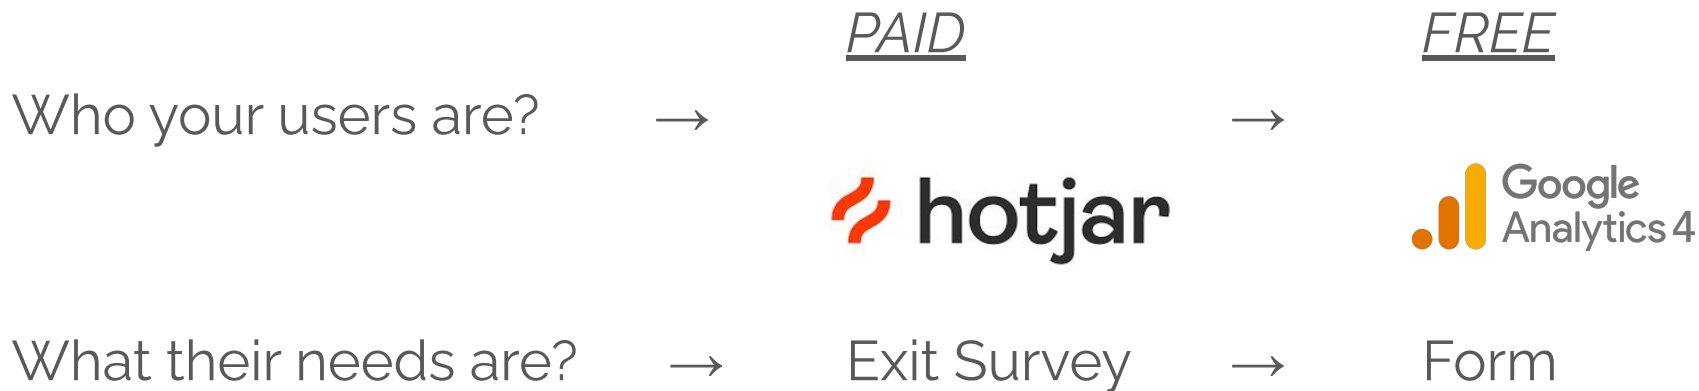 PAID FREE
Who your users are? → →
hotjar Google
Analytics 4
What their needs are? → Exit Survey → Form